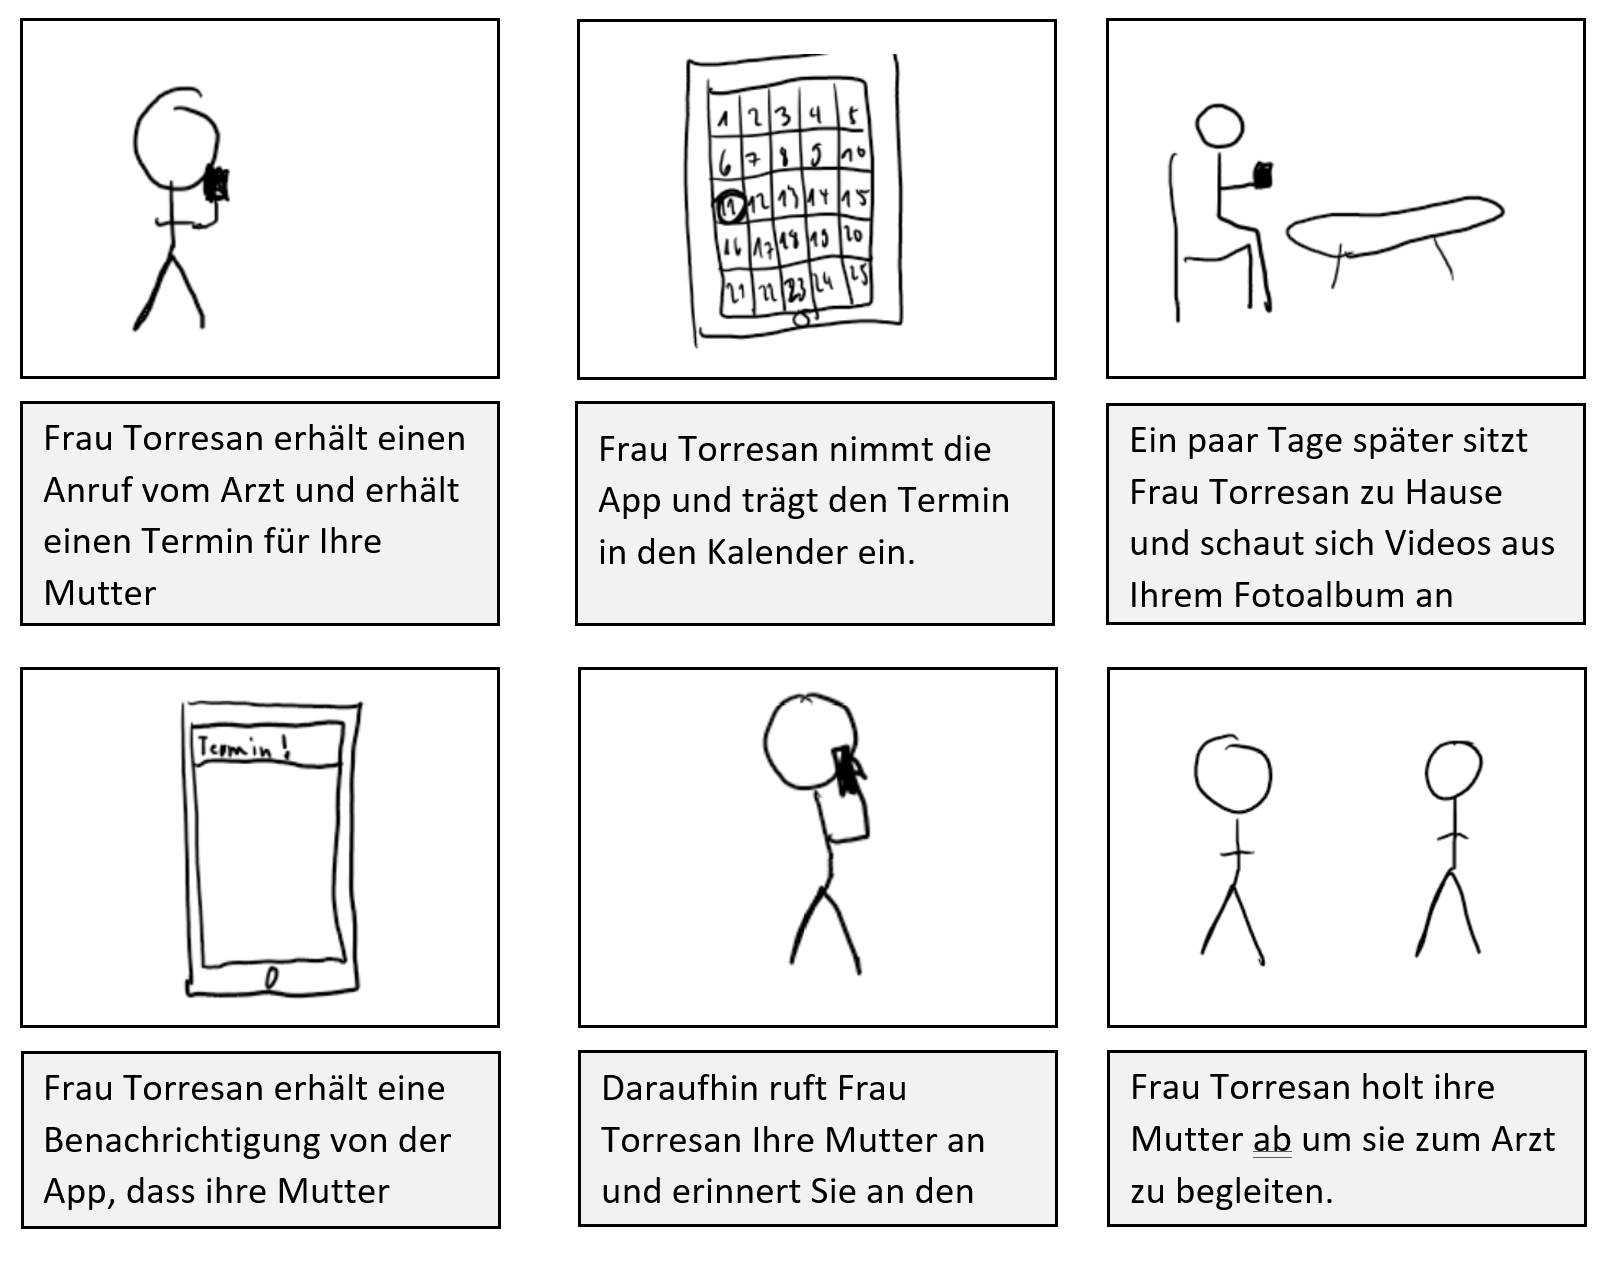 1 2 3 4 5
6 7 8 9 10
11 12 13 14 15
16 17 18 19 20
21 22 23 24 25
Frau Torresan erhält einen
Anruf vom Arzt und erhält
einen Termin für Ihre
Mutter
Frau Torresan nimmt die
App und trägt den Termin
in den Kalender ein.
Ein paar Tage später sitzt
Frau Torresan zu Hause
und schaut sich Videos aus
Ihrem Fotoalbum an
Termin!
Frau Torresan erhält eine
Benachrichtigung von der
App, dass ihre Mutter
Daraufhin ruft Frau
Torresan Ihre Mutter an
und erinnert Sie an den
Frau Torresan holt ihre
Mutter ab um sie zum Arzt
zu begleiten.